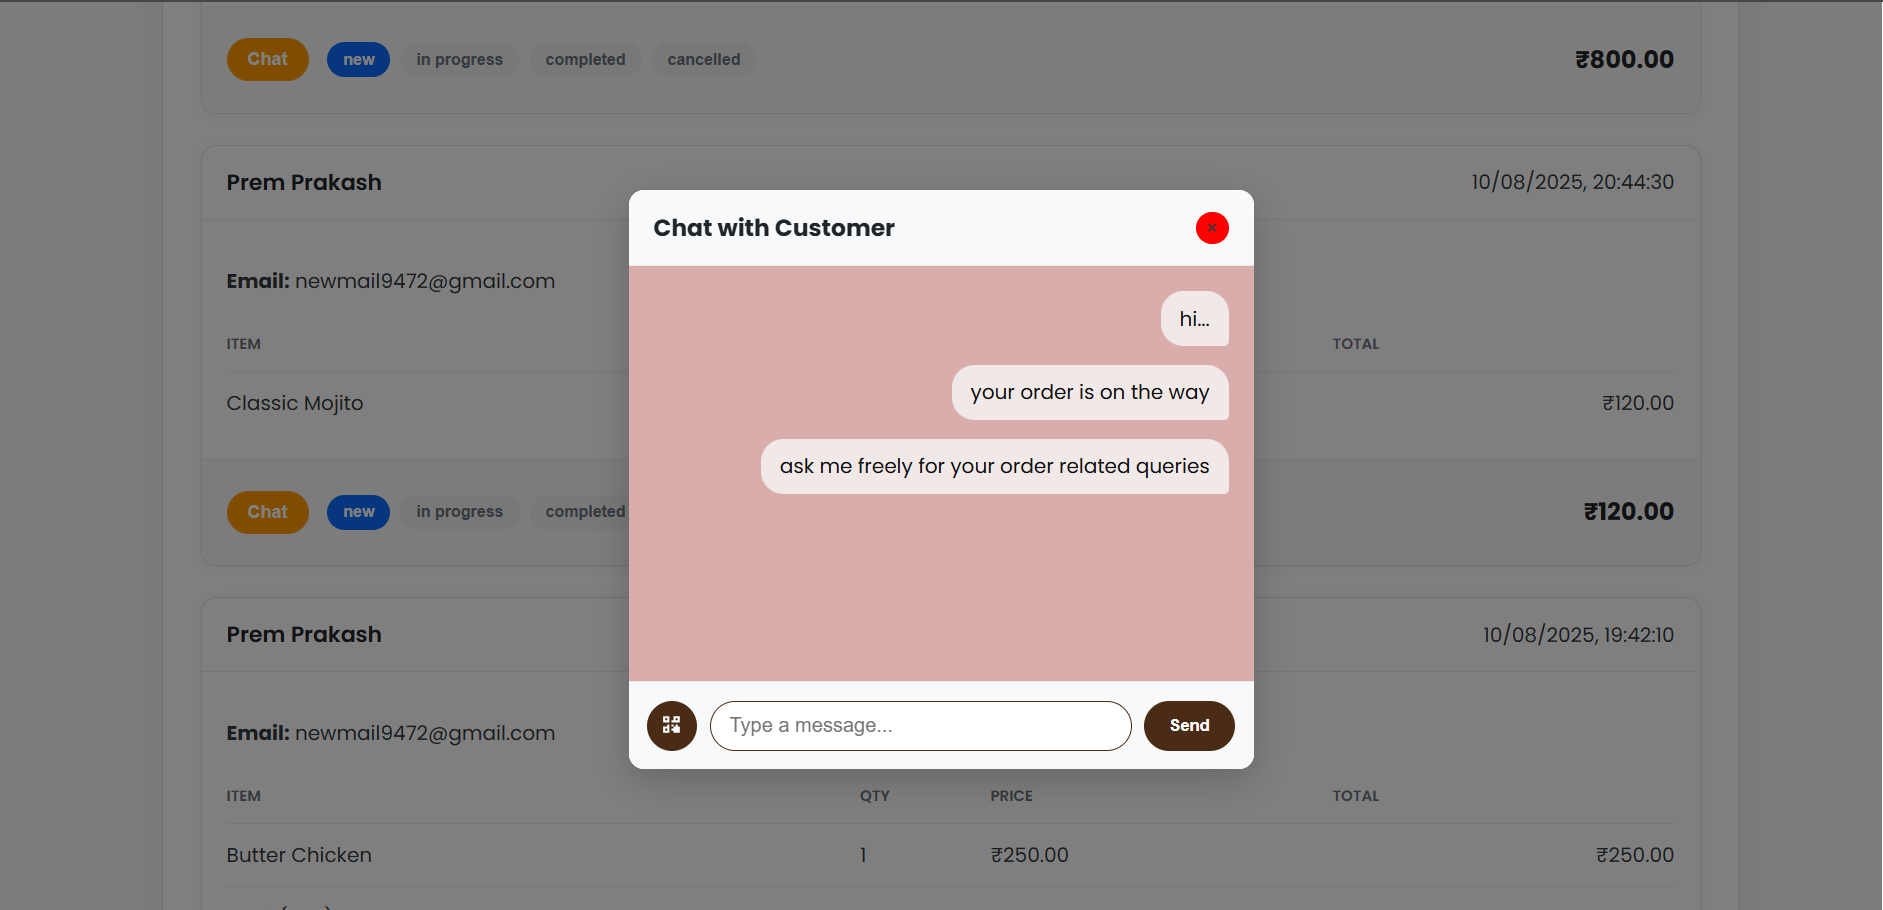 Chat new in progress completed cancelled ₹800.00
Prem Prakash 10/08/2025, 20:44:30
Email: newmail9472@gmail.com
ITEM TOTAL
Classic Mojito ₹120.00
Chat new in progress completed ₹120.00
Prem Prakash 10/08/2025, 19:42:10
Email: newmail9472@gmail.com
ITEM QTY PRICE TOTAL
Butter Chicken 1 ₹250.00 ₹250.00
Chat with Customer ×
hi...
your order is on the way
ask me freely for your order related queries
Type a message... Send